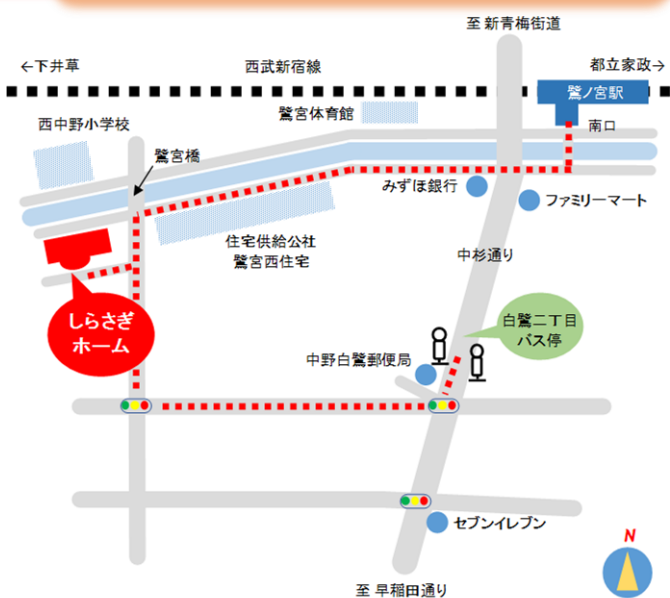 至 新青梅街道
←下井草
西武新宿線
都立家政→
鷺ノ宮駅
鷺宮体育館
南口
西中野小学校
鷺宮橋
みずほ銀行
ファミリーマート
住宅供給公社
鷺宮西住宅
中杉通り
しらさぎ
ホーム
白鷺二丁目
バス停
中野白鷺郵便局
セブンイレブン
N
至 早稲田通り